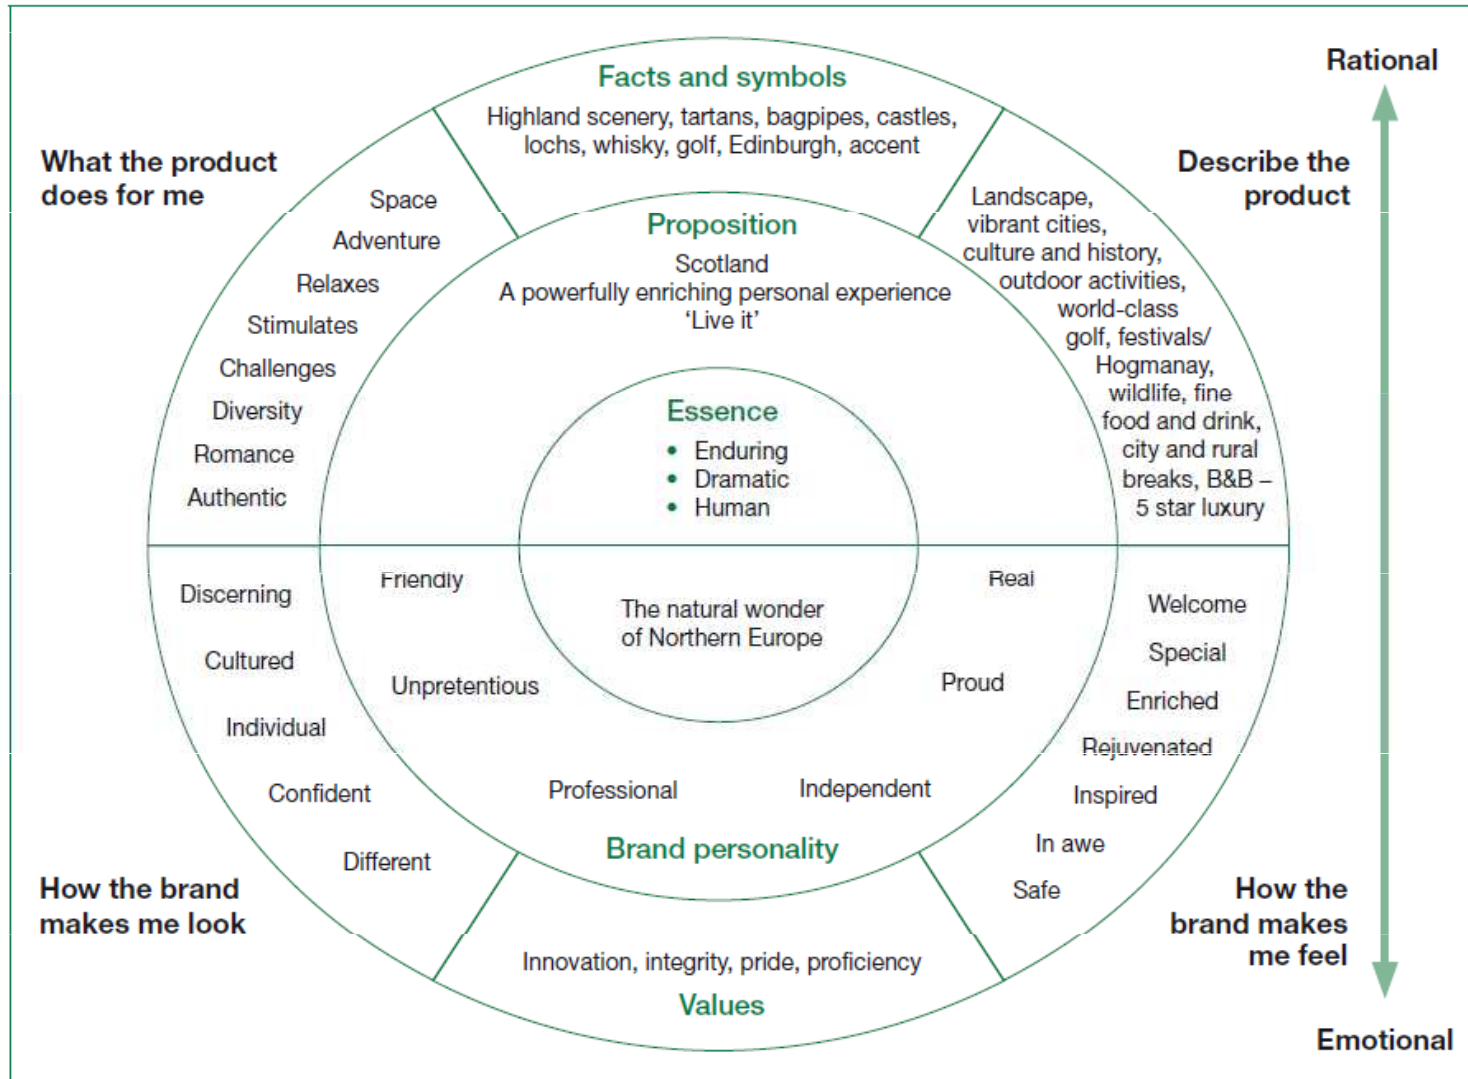 Rational
Facts and symbols
Highland scenery, tartans, bagpipes, castles,
lochs, whisky, golf, Edinburgh, accent
What the product
does for me
Describe the
product
Space
Adventure
Relaxes
Stimulates
Challenges
Diversity
Romance
Authentic
Proposition
Scotland
A powerfully enriching personal experience
‘Live it’
Landscape,
vibrant cities,
culture and history,
outdoor activities,
world-class
golf, festivals/
Hogmanay,
wildlife, fine
food and drink,
city and rural
breaks, B&B –
5 star luxury
Essence
• Enduring
• Dramatic
• Human
The natural wonder
of Northern Europe
Discerning
Cultured
Individual
Confident
Different
Friendly
Unpretentious
Professional
Real
Proud
Independent
Brand personality
Welcome
Special
Enriched
Rejuvenated
Inspired
In awe
Safe
How the brand
makes me look
How the
brand makes
me feel
Innovation, integrity, pride, proficiency
Values
Emotional